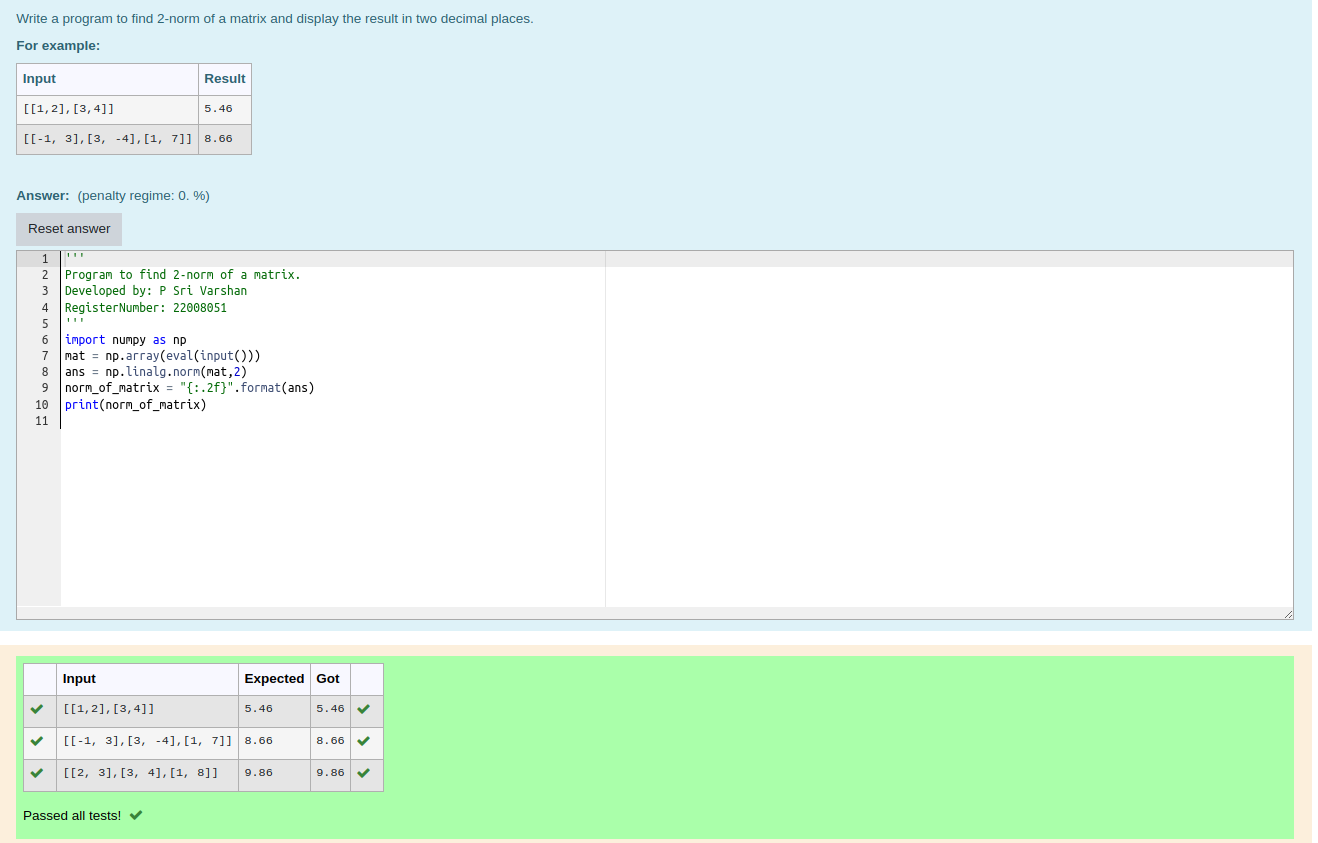 Write a program to find 2-norm of a matrix and display the result in two decimal places.
For example:
Input Result
[[1,2],[3,4]] 5.46
[[-1, 3],[3, -4],[1, 7]] 8.66
Answer: (penalty regime: 0. %)
Reset answer
1 '''
2 Program to find 2-norm of a matrix.
3 Developed by: P Sri Varshan
4 RegisterNumber: 22008051
5 '''
6 import numpy as np
7 mat = np.array(eval(input()))
8 ans = np.linalg.norm(mat,2)
9 norm_of_matrix = "{:.2f}".format(ans)
10 print(norm_of_matrix)
11
Input Expected Got
[[1,2],[3,4]] 5.46 5.46
[[-1, 3],[3, -4],[1, 7]] 8.66 8.66
[[2, 3],[3, 4],[1, 8]] 9.86 9.86
Passed all tests!